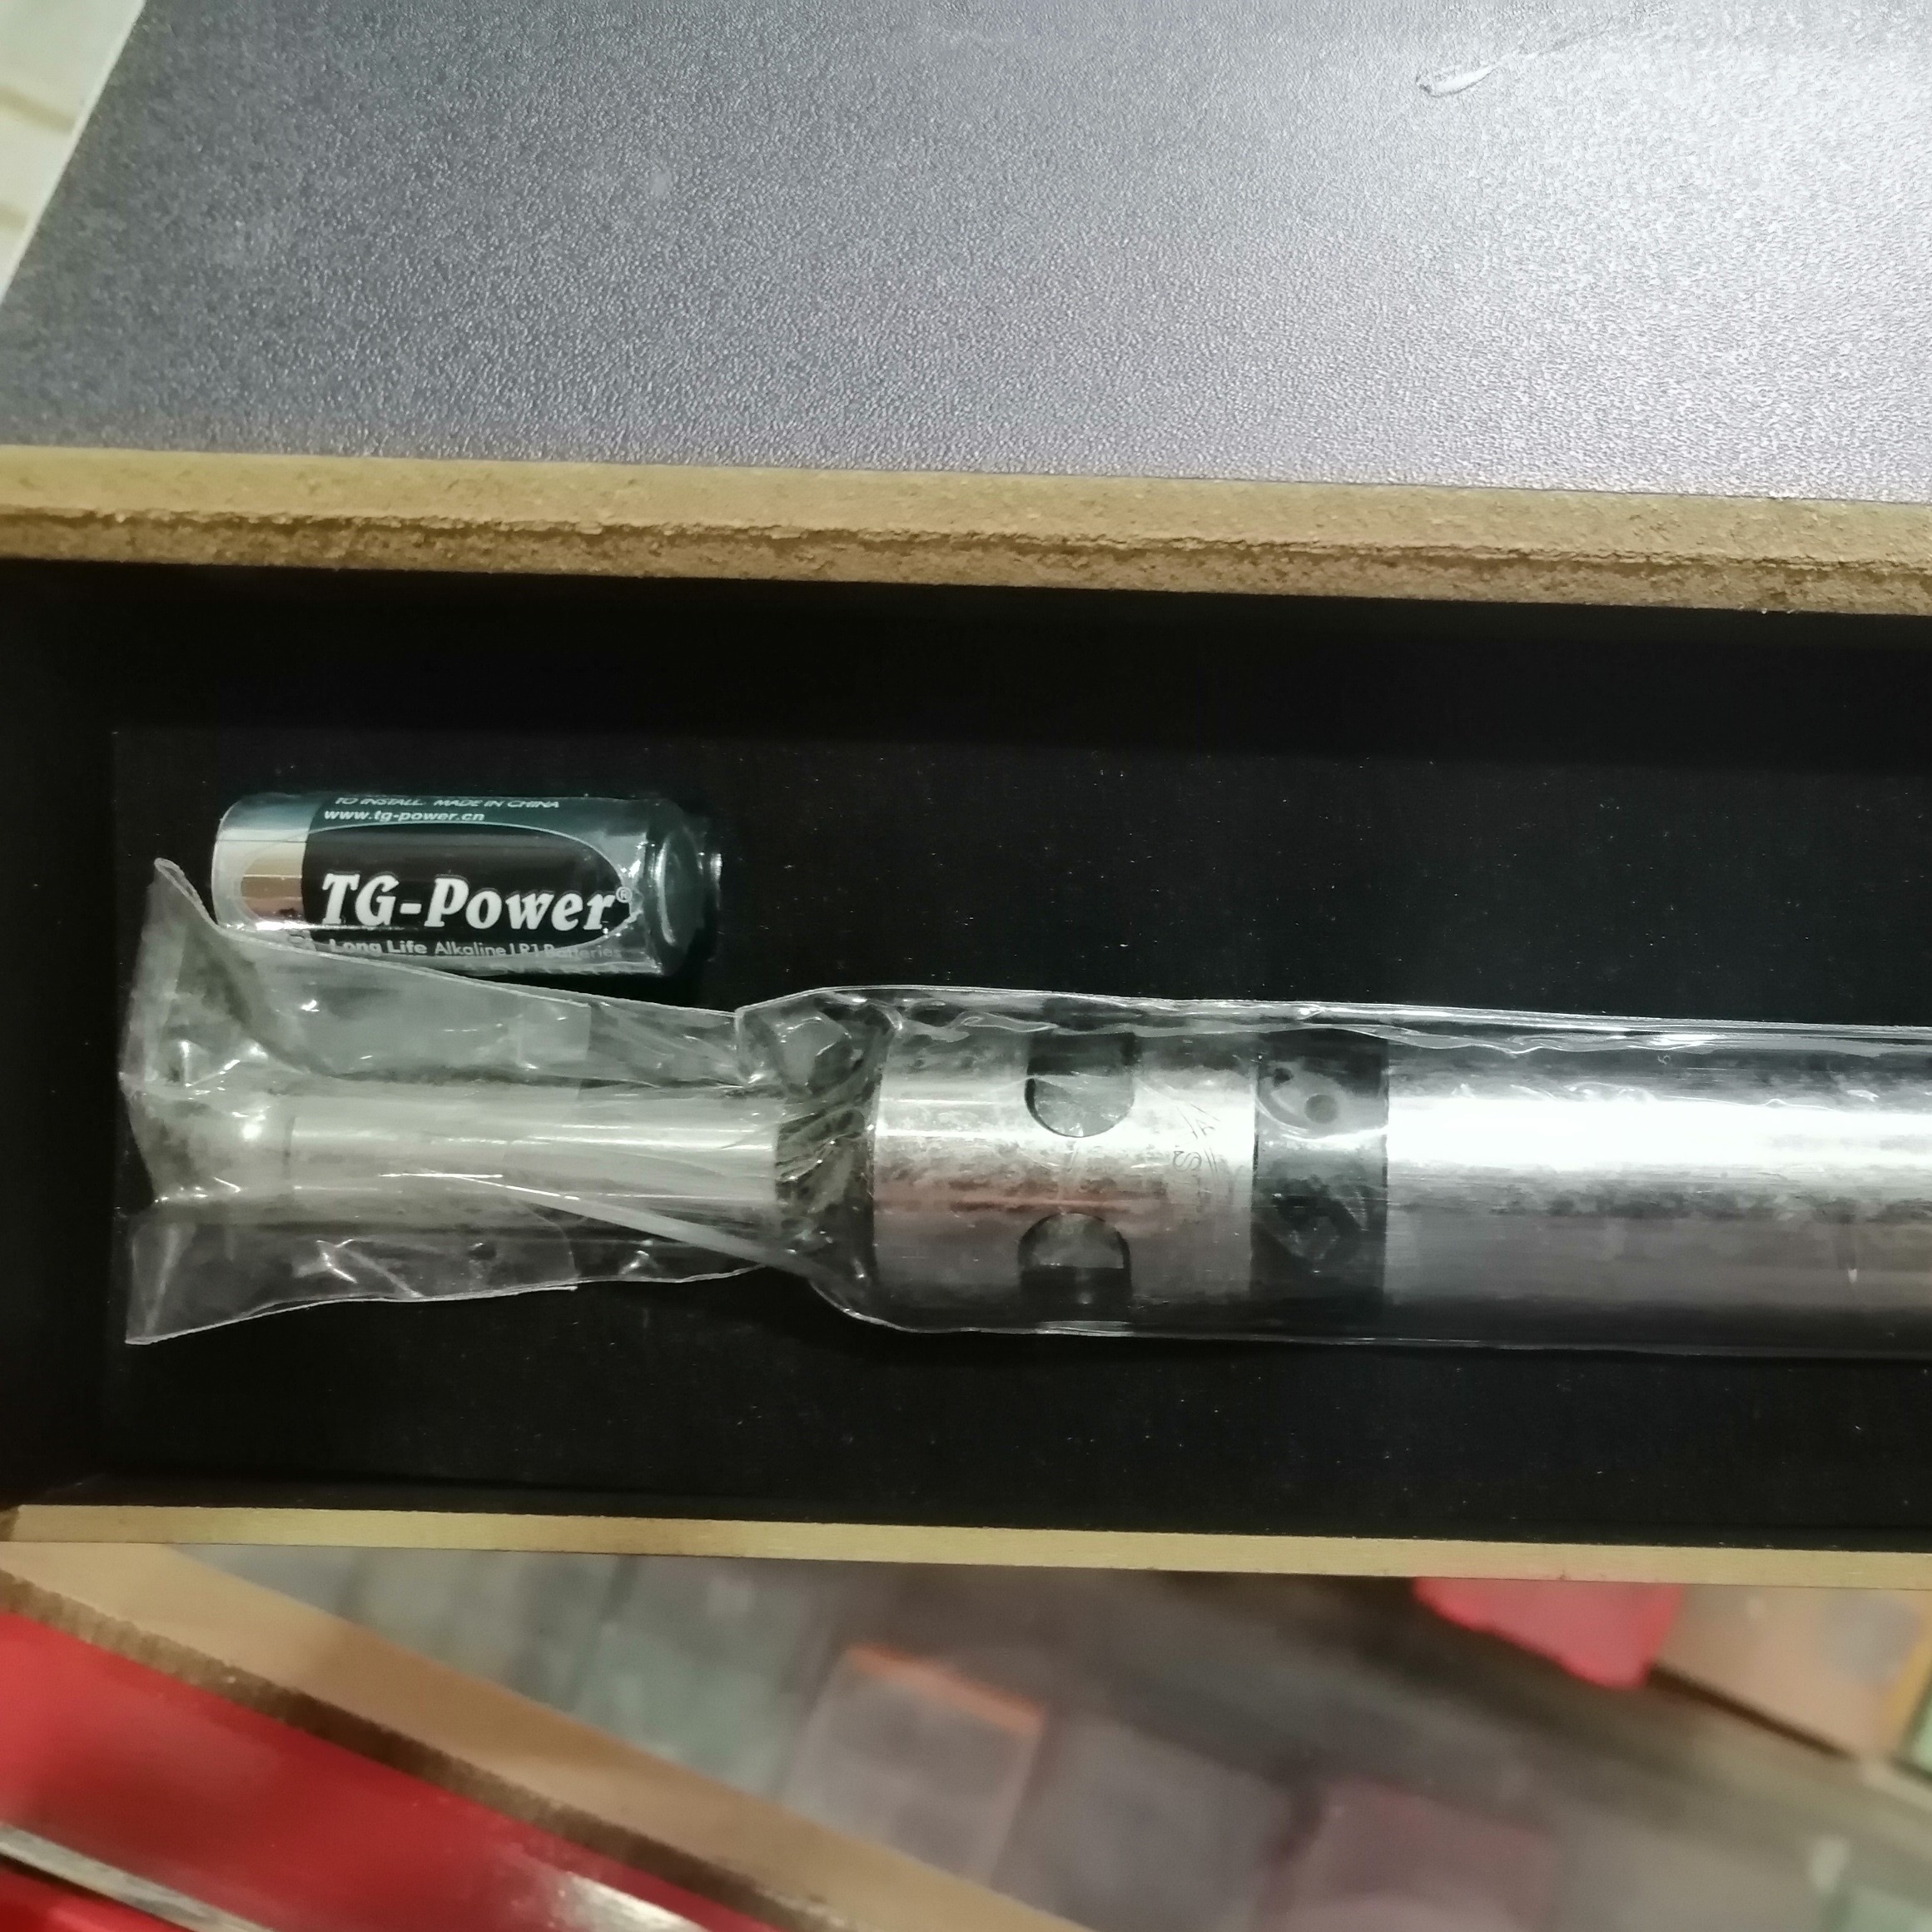 TO INSTALL. MADE IN CHINA
www.tg-power.cn
TG-Power®
Long Life Alkaline LR1 Batteries